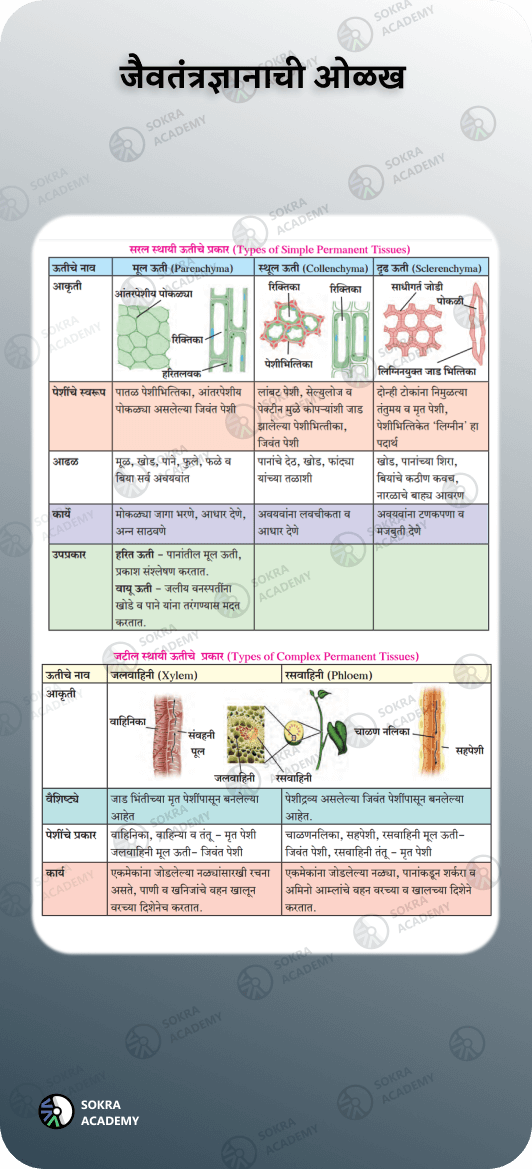 जैवतंत्रज्ञानाची ओळख
सरल स्थायी ऊतीचे प्रकार (Types of Simple Permanent Tissues)
ऊतीचे नाव
मूल ऊती (Parenchyma)
स्थूल ऊती (Collenchyma)
दृढ ऊती (Sclerenchyma)
आकृती
आंतरपेशीय पोकळ्या
रिक्तिका
हरितलवक
रिक्तिका
रिक्तिका
पेशीभित्तिका
साधीगर्त जोडी
पोकळी
लिग्निनयुक्त जाड भित्तिका
पेशींचे स्वरूप
पातळ पेशीभित्तिका, आंतरपेशीय
पोकळ्या असलेल्या जिवंत पेशी
लांबट पेशी, सेल्युलोज व
पेक्टीन मुळे कोपऱ्यांशी जाड
झालेल्या पेशीभित्तीका,
जिवंत पेशी
दोन्ही टोकांना निमुळत्या
तंतुमय व मृत पेशी,
पेशीभित्तिकेत ‘लिग्नीन’ हा
पदार्थ
आढळ
मूळ, खोड, पाने, फुले, फळे व
बिया सर्व अवयवांत
पानांचे देठ, खोड, फांद्या
यांच्या तळाशी
खोड, पानांच्या शिरा,
बियांचे कठीण कवच,
नारळाचे बाह्य आवरण
कार्ये
मोकळ्या जागा भरणे, आधार देणे,
अन्न साठवणे
अवयवांना लवचीकता व
आधार देणे
अवयवांना टणकपणा व
मजबुती देणे
उपप्रकार
हरित ऊती – पानांतील मूल ऊती,
प्रकाश संश्लेषण करतात.
वायू ऊती – जलीय वनस्पतींना
खोडे व पाने यांना तरंगण्यास मदत
करतात.
जटील स्थायी ऊतीचे प्रकार (Types of Complex Permanent Tissues)
ऊतीचे नाव
जलवाहिनी (Xylem)
रसवाहिनी (Phloem)
आकृती
वाहिनिका
संवहनी
पूल
जलवाहिनी
रसवाहिनी
चाळण नलिका
सहपेशी
वैशिष्ट्ये
जाड भिंतीच्या मृत पेशींपासून बनलेल्या
आहेत
पेशीद्रव्य असलेल्या जिवंत पेशींपासून बनलेल्या
आहेत.
पेशींचे प्रकार
वाहिनिका, वाहिन्या व तंतू – मृत पेशी
जलवाहिनी मूल ऊती– जिवंत पेशी
चाळणनलिका, सहपेशी, रसवाहिनी मूल ऊती–
जिवंत पेशी, रसवाहिनी तंतू – मृत पेशी
कार्य
एकमेकांना जोडलेल्या नळ्यांसारखी रचना
असते, पाणी व खनिजांचे वहन खालून
वरच्या दिशेनेच करतात.
एकमेकांना जोडलेल्या नळ्या, पानांकडून शर्करा व
अमिनो आम्लांचे वहन वरच्या व खालच्या दिशेने
करतात.
SOKRA
ACADEMY